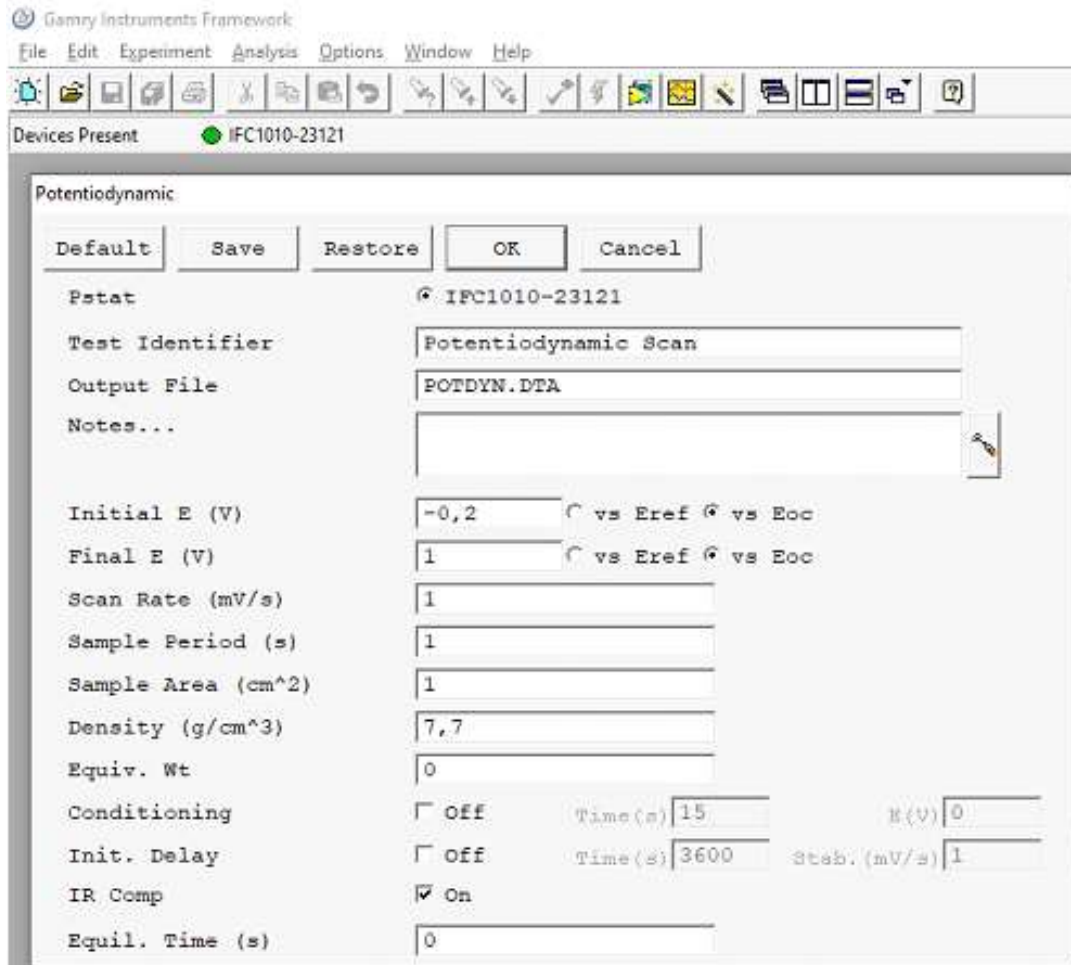 Gamry Instruments Framework
File Edit Experiment Analysis Options Window Help
Devices Present IFC1010-23121
Potentiodynamic
Default Save Restore OK Cancel
Pstat IFC1010-23121
Test Identifier Potentiodynamic Scan
Output File POTDYN.DTA
Notes...
Initial E (V) -0,2 vs Eref vs Eoc
Final E (V) 1 vs Eref vs Eoc
Scan Rate (mV/s) 1
Sample Period (s) 1
Sample Area (cm^2) 1
Density (g/cm^3) 7,7
Equiv. Wt 0
Conditioning Off Time(s) 15 E(V) 0
Init. Delay Off Time(s) 3600 Stab.(mV/s) 1
IR Comp On
Equil. Time (s) 0